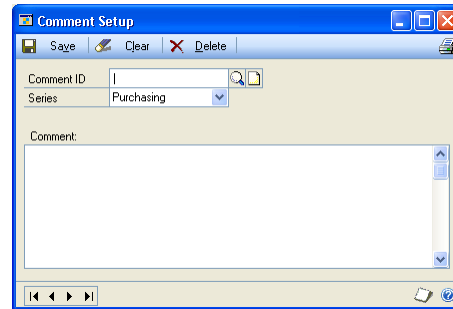 Comment Setup
Save Clear Delete
Comment ID
Series Purchasing
Comment: